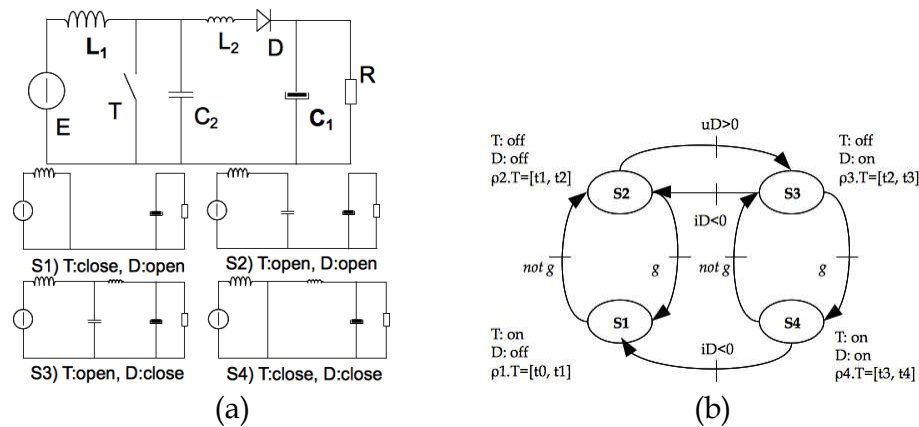 L₁
L₂
D
R
E
T
C₂
C₁
S1) T:close, D:open
S2) T:open, D:open
S3) T:open, D:close
S4) T:close, D:close
(a)
uD>0
T: off
D: off
ρ2.T=[t1, t2]
T: off
D: on
ρ3.T=[t2, t3]
S2
S3
iD<0
not g
g
not g
g
S1
S4
T: on
D: off
ρ1.T=[t0, t1]
iD<0
T: on
D: on
ρ4.T=[t3, t4]
(b)